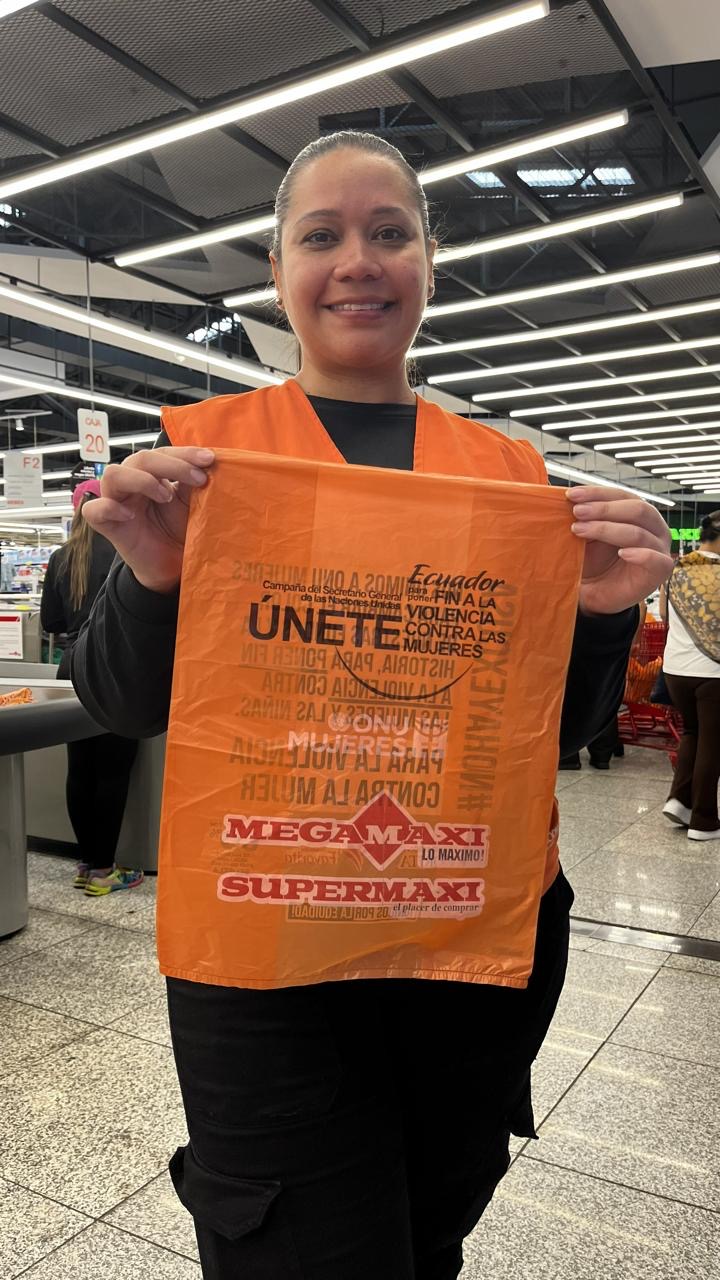 CAJA
20
F2
Campaña del Secretario General
de las Naciones Unidas
ÚNETE
Ecuador
para
poner FIN A LA
VIOLENCIA
CONTRA LAS
MUJERES
HISTORIA, PARA PONER FIN
A LA VIOLENCIA CONTRA
LAS MUJERES Y LAS NIÑAS.
ONU
MUJERES
PARA LA VIOLENCIA
CONTRA LA MUJER
#NOHAYEXCUSA
MEGAMAXI
LO MAXIMO!
Favorita
SUPERMAXI
el placer de comprar